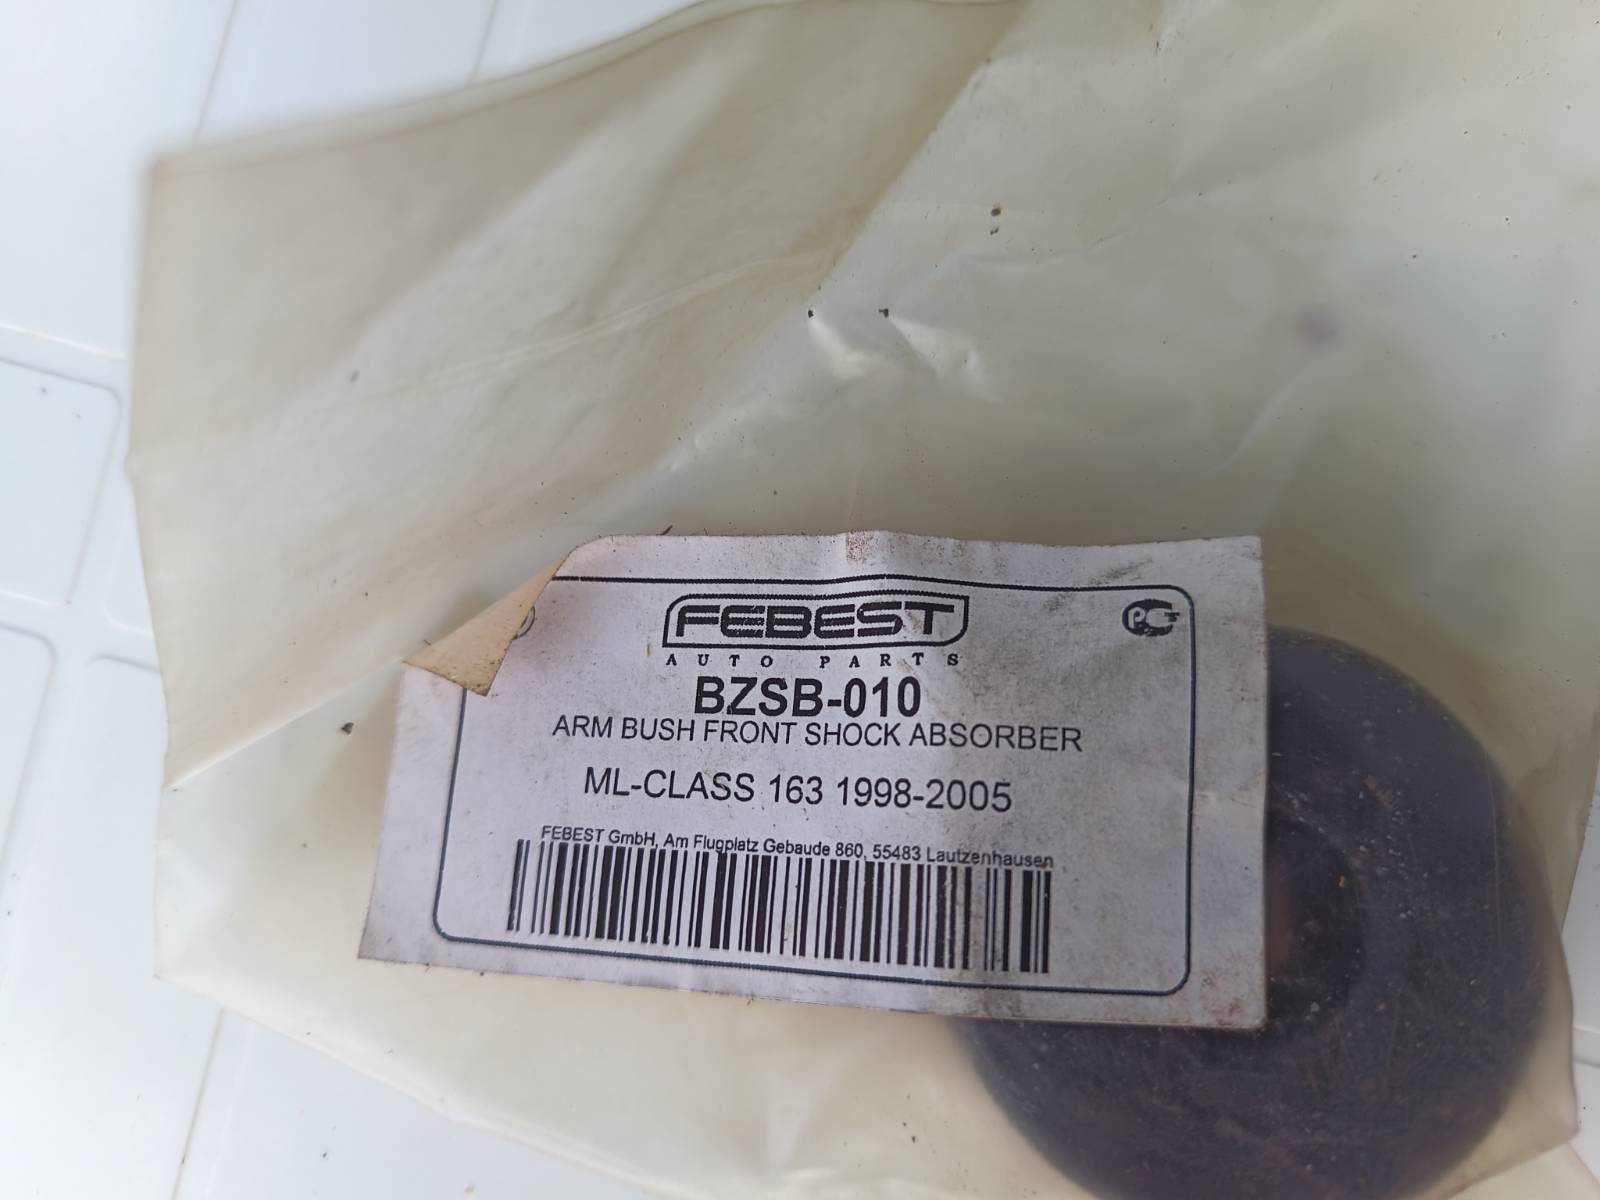 FEBEST
AUTO PARTS
BZSB-010
ARM BUSH FRONT SHOCK ABSORBER
ML-CLASS 163 1998-2005
FEBEST GmbH, Am Flugplatz Gebaude 860, 55483 Lautzenhausen